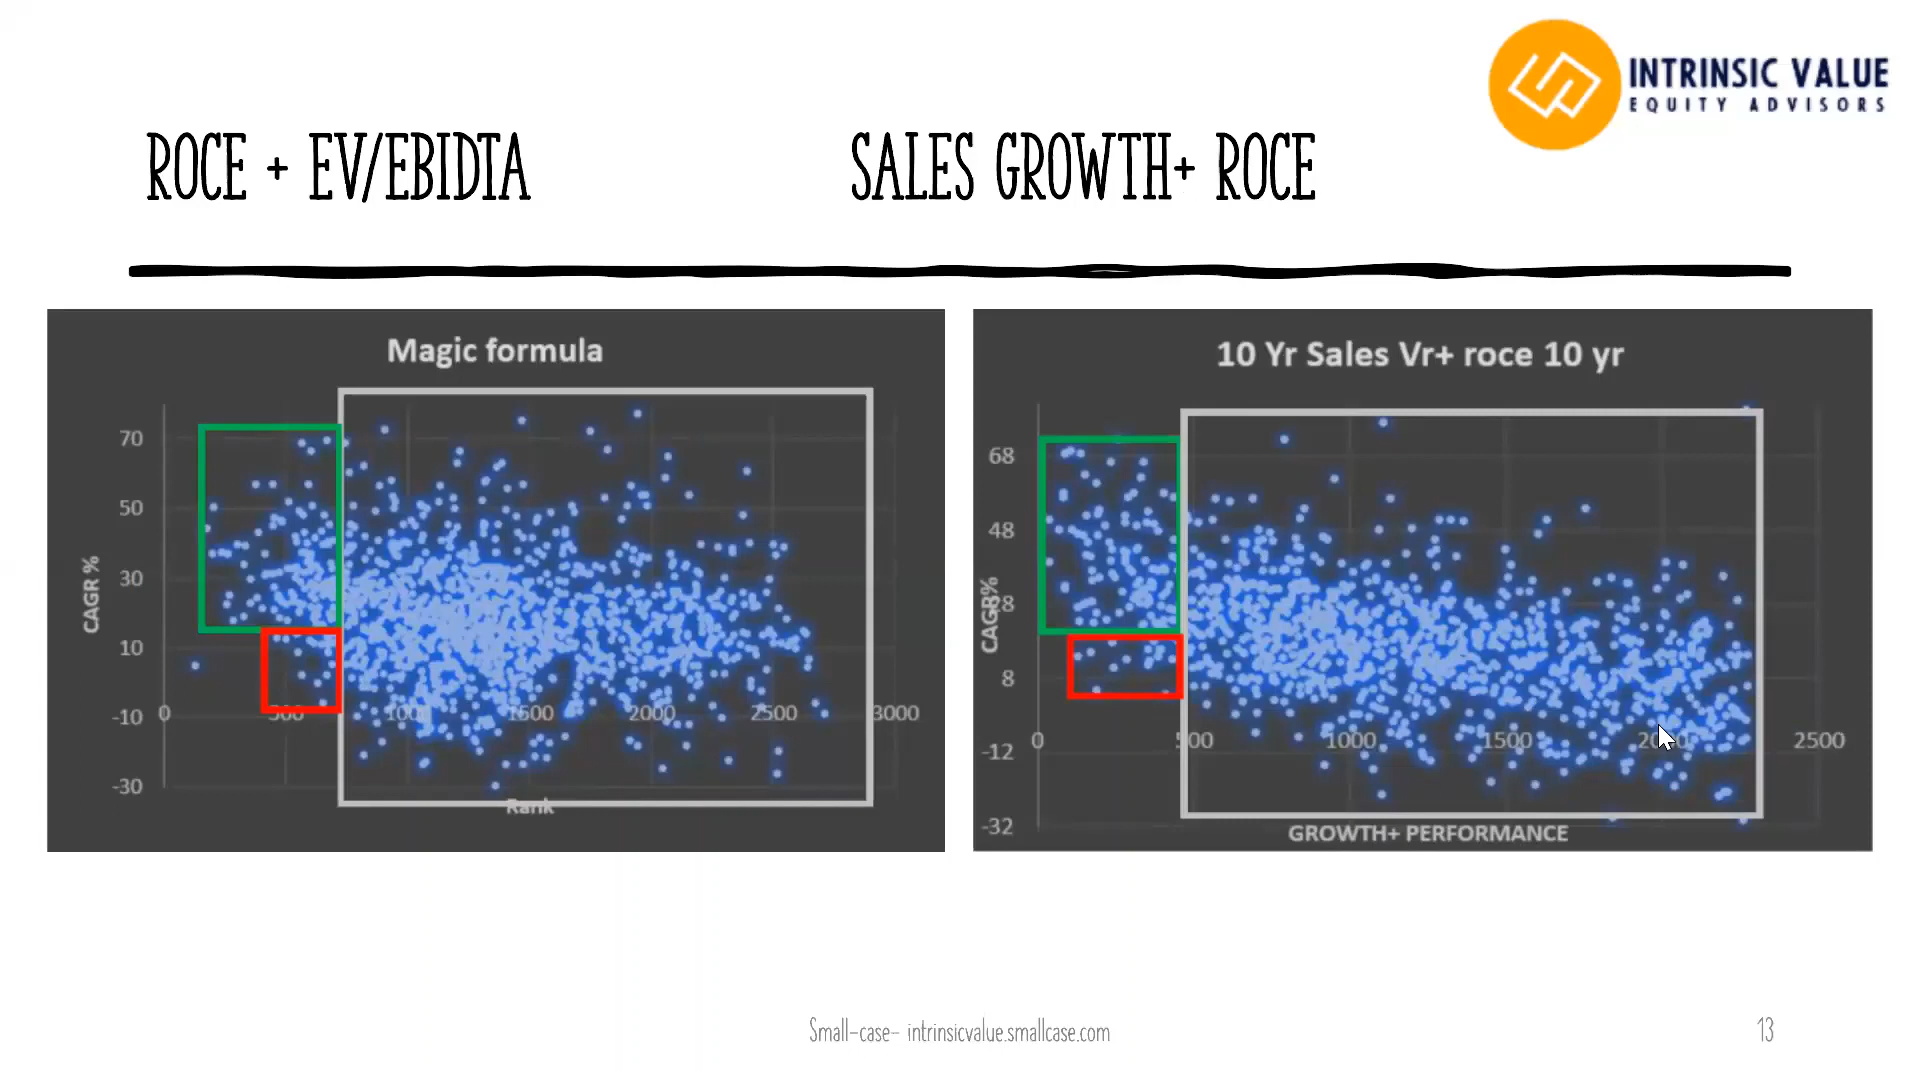 INTRINSIC VALUE
EQUITY ADVISORS
ROCE + EV/EBIDTA
SALES GROWTH+ ROCE
Magic formula
70
50
30
10
-10
-30
CAGR %
0
500
1000
1500
2000
2500
3000
Rank
10 Yr Sales Vr+ roce 10 yr
68
48
8
-12
-32
CAGR%
0
500
1000
1500
2500
GROWTH+ PERFORMANCE
Small-case- intrinsicvalue.smallcase.com
13